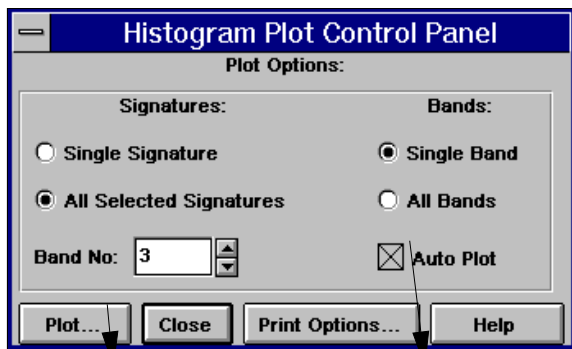 Histogram Plot Control Panel
Plot Options:
Signatures: Bands:
Single Signature Single Band
All Selected Signatures All Bands
Band No: 3 Auto Plot
Plot... Close Print Options... Help